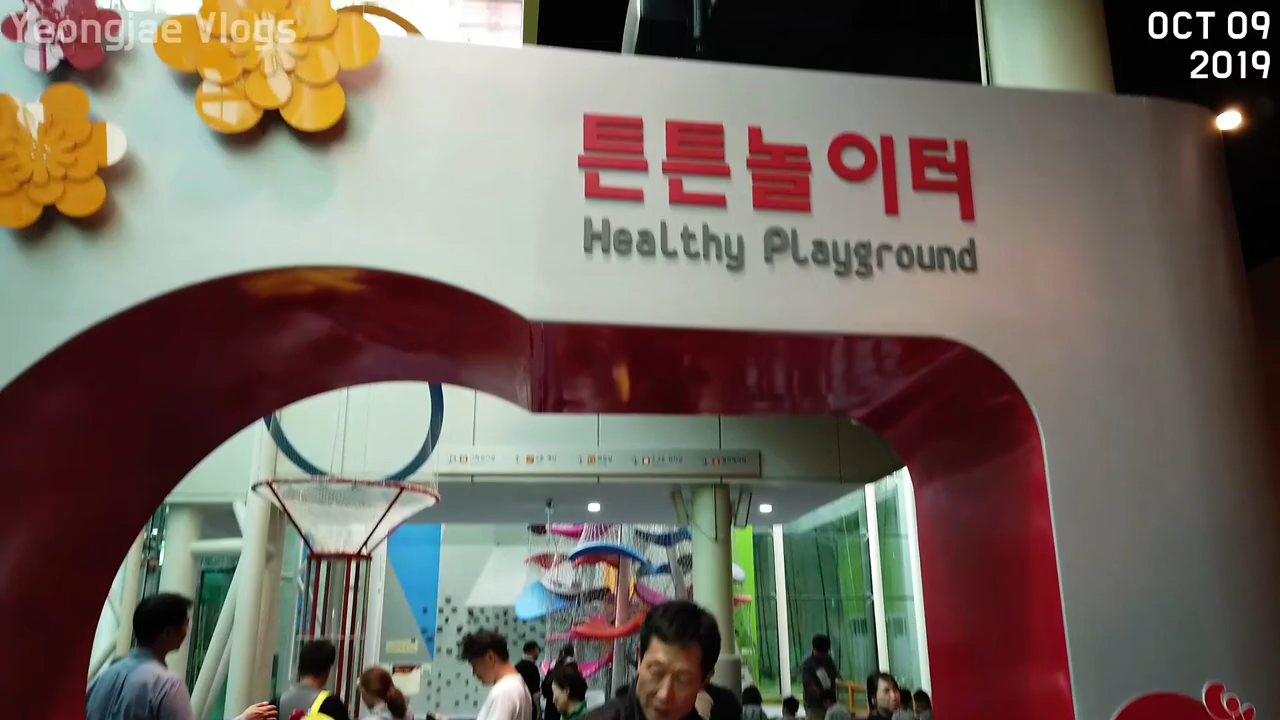 Yeongjae Vlogs
OCT 09
2019
튼튼놀이터
Healthy Playground